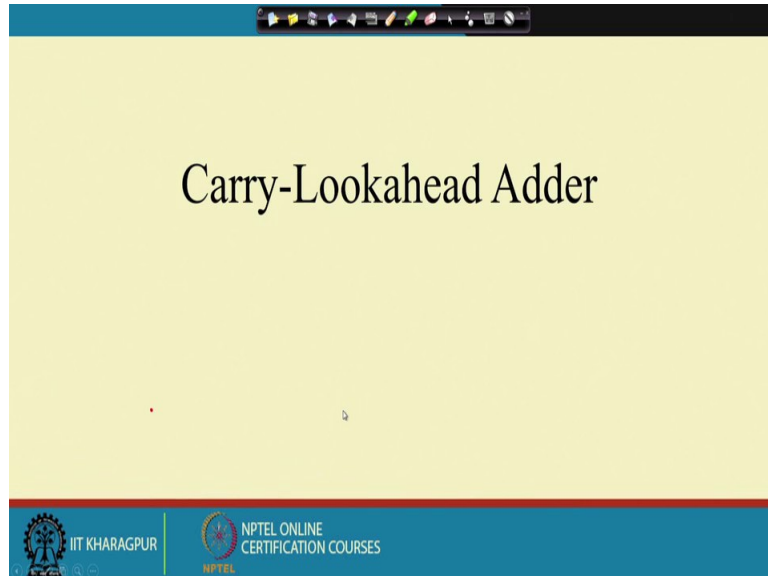 Carry-Lookahead Adder
IIT KHARAGPUR
NPTEL
NPTEL ONLINE
CERTIFICATION COURSES